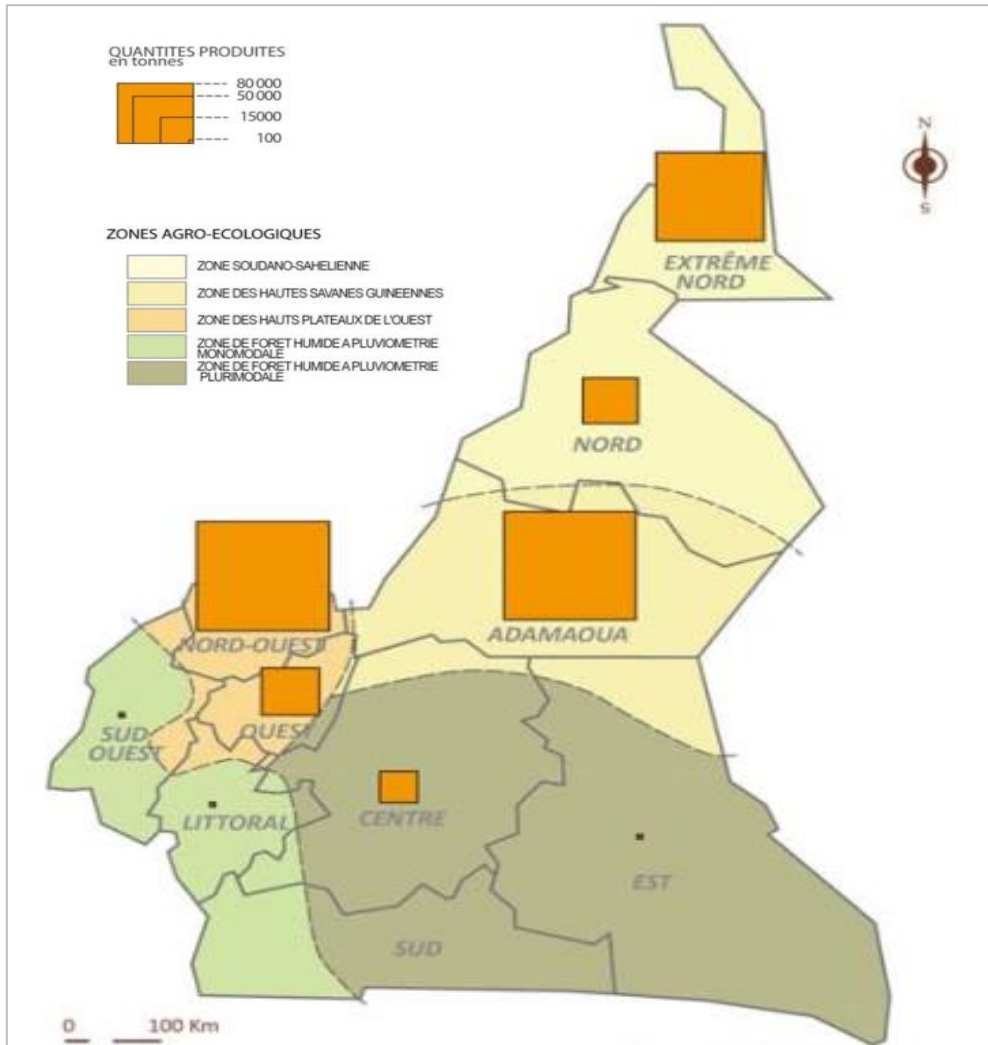 QUANTITES PRODUITES
en tonnes
80 000
50 000
15000
100
N
S
ZONES AGRO-ECOLOGIQUES
ZONE SOUDANO-SAHELIENNE
ZONE DES HAUTES SAVANES GUINEENNES
ZONE DES HAUTS PLATEAUX DE L'OUEST
ZONE DE FORET HUMIDE A PLUVIOMETRIE
MONOMODALE
ZONE DE FORET HUMIDE A PLUVIOMETRIE
PLURIMODALE
EXTRÊME
NORD
NORD
ADAMAOUA
NORD-OUEST
OUEST
SUD
OUEST
LITTORAL
CENTRE
EST
SUD
0 100 Km